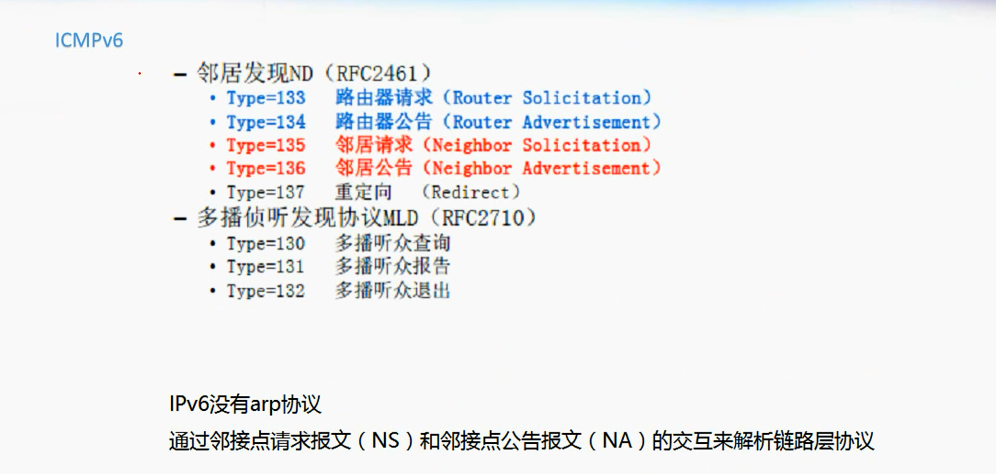 ICMPv6
– 邻居发现ND（RFC2461）
• Type=133 路由器请求（Router Solicitation）
• Type=134 路由器公告（Router Advertisement）
• Type=135 邻居请求（Neighbor Solicitation）
• Type=136 邻居公告（Neighbor Advertisement）
• Type=137 重定向 （Redirect）
– 多播侦听发现协议MLD（RFC2710）
• Type=130 多播听众查询
• Type=131 多播听众报告
• Type=132 多播听众退出
IPv6没有arp协议
通过邻接点请求报文（NS）和邻接点公告报文（NA）的交互来解析链路层协议